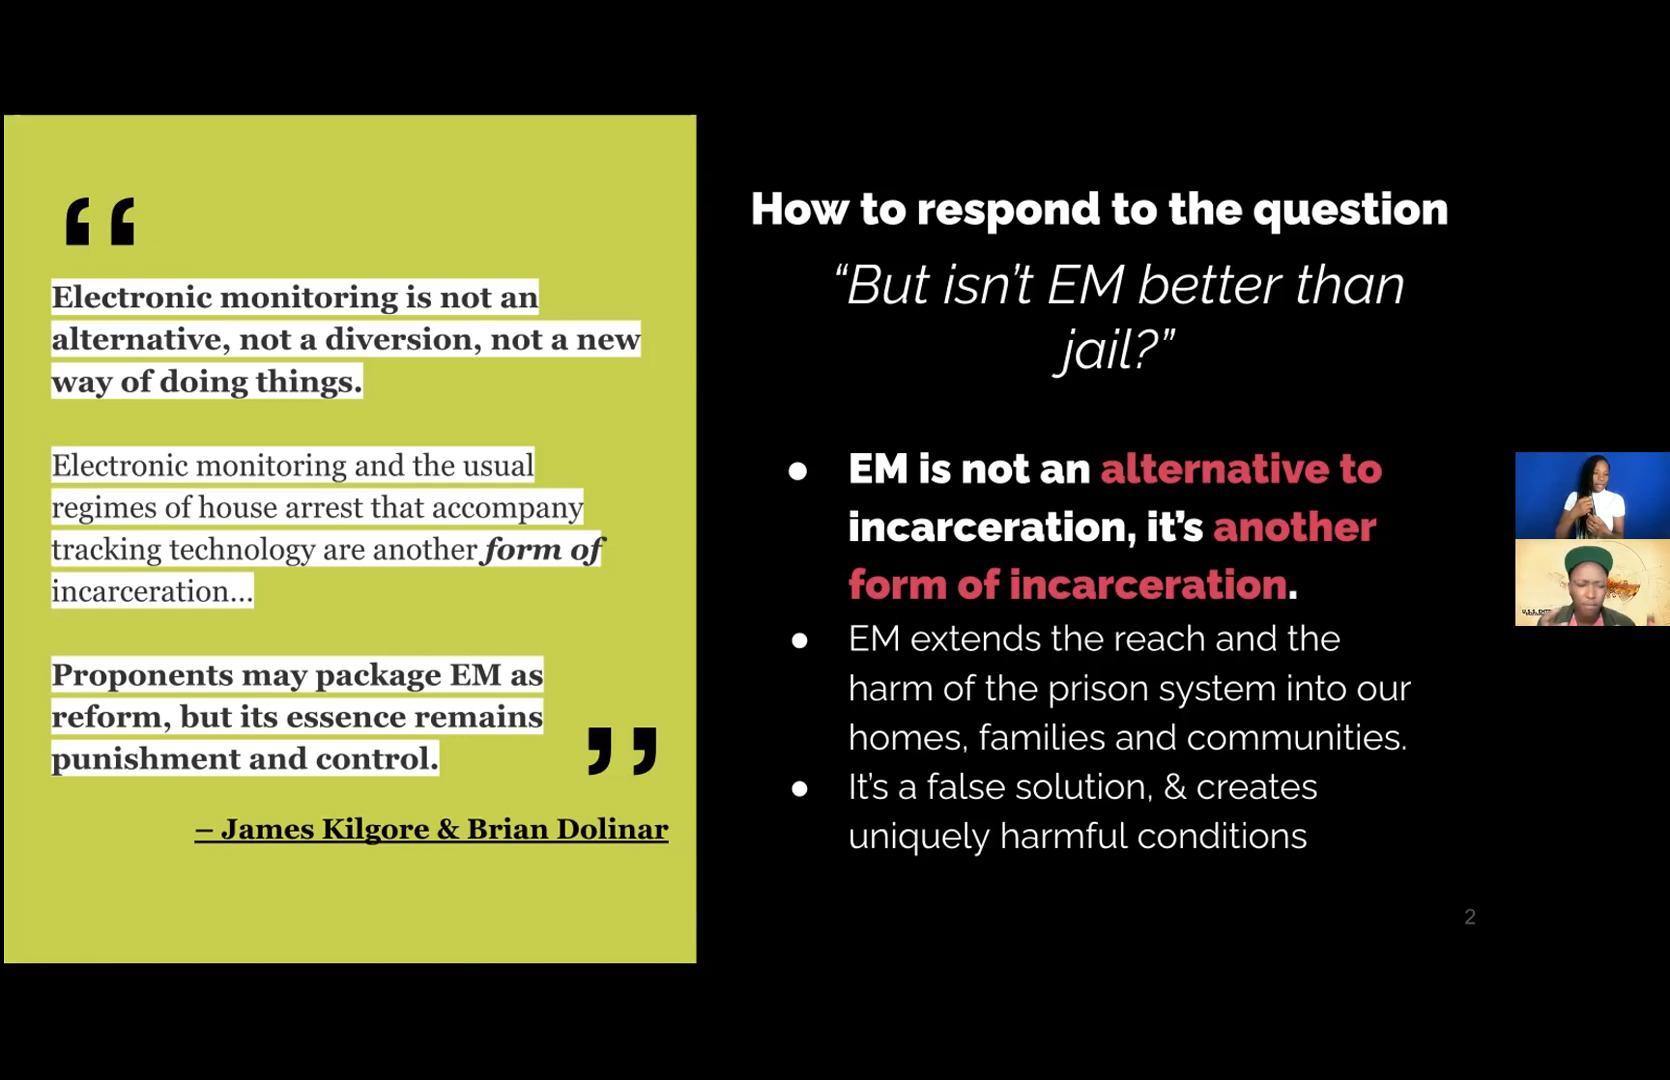 “
Electronic monitoring is not an
alternative, not a diversion, not a new
way of doing things.
Electronic monitoring and the usual
regimes of house arrest that accompany
tracking technology are another form of
incarceration...
Proponents may package EM as
reform, but its essence remains
punishment and control.
”
– James Kilgore & Brian Dolinar
How to respond to the question
“But isn’t EM better than
jail?”
● EM is not an alternative to
incarceration, it’s another
form of incarceration.
● EM extends the reach and the
harm of the prison system into our
homes, families and communities.
● It’s a false solution, & creates
uniquely harmful conditions
2